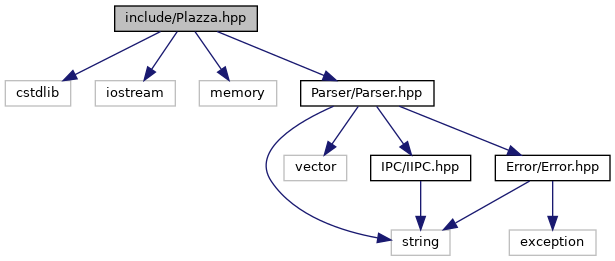 include/Plazza.hpp
cstdlib
iostream
memory
Parser/Parser.hpp
vector
IPC/IIPC.hpp
Error/Error.hpp
string
exception